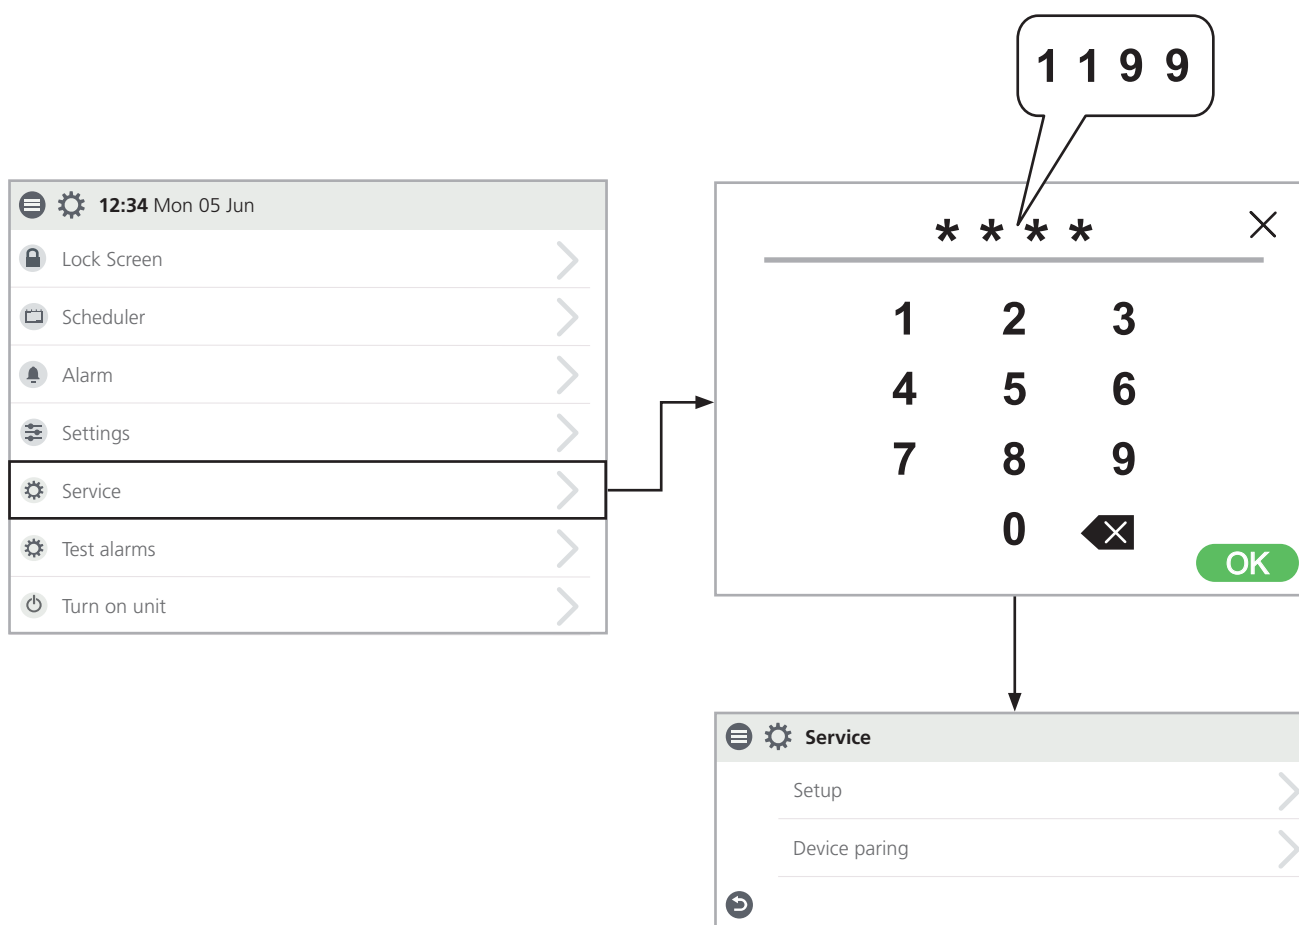 1 1 9 9
12:34 Mon 05 Jun
Lock Screen
Scheduler
Alarm
Settings
Service
Test alarms
Turn on unit
* * * *
1 2 3
4 5 6
7 8 9
0
OK
Service
Setup
Device paring